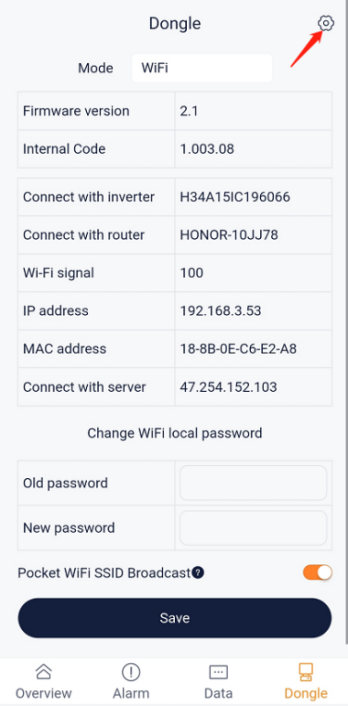 Dongle
Mode WiFi
Firmware version 2.1
Internal Code 1.003.08
Connect with inverter H34A15IC196066
Connect with router HONOR-10JJ78
Wi-Fi signal 100
IP address 192.168.3.53
MAC address 18-8B-0E-C6-E2-A8
Connect with server 47.254.152.103
Change WiFi local password
Old password
New password
Pocket WiFi SSID Broadcast?
Save
Overview Alarm Data Dongle